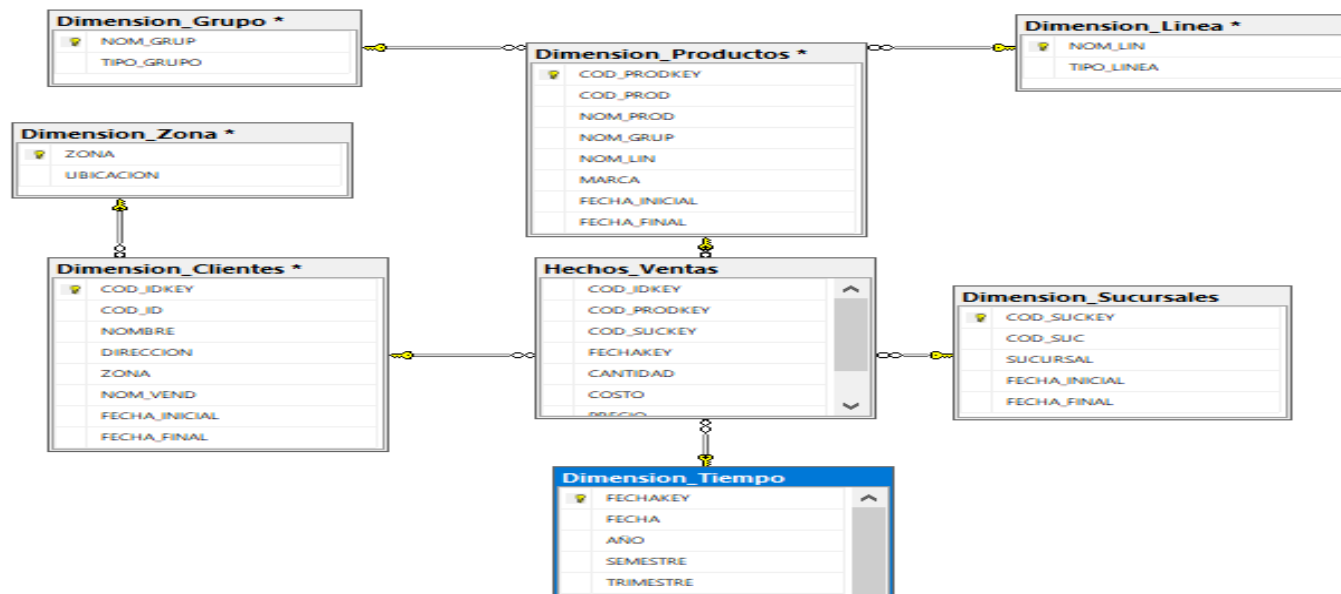 Dimension_Grupo *
NOM_GRUP
TIPO_GRUPO
Dimension_Productos *
COD_PRODKEY
COD_PROD
NOM_PROD
NOM_GRUP
NOM_LIN
MARCA
FECHA_INICIAL
FECHA_FINAL
Dimension_Linea *
NOM_LIN
TIPO_LINEA
Dimension_Zona *
ZONA
UBICACION
Dimension_Clientes *
COD_IDKEY
COD_ID
NOMBRE
DIRECCION
ZONA
NOM_VEND
FECHA_INICIAL
FECHA_FINAL
Hechos_Ventas
COD_IDKEY
COD_PRODKEY
COD_SUCKEY
FECHAKEY
CANTIDAD
COSTO
PRECIO
Dimension_Sucursales
COD_SUCKEY
COD_SUC
SUCURSAL
FECHA_INICIAL
FECHA_FINAL
Dimension_Tiempo
FECHAKEY
FECHA
AÑO
SEMESTRE
TRIMESTRE